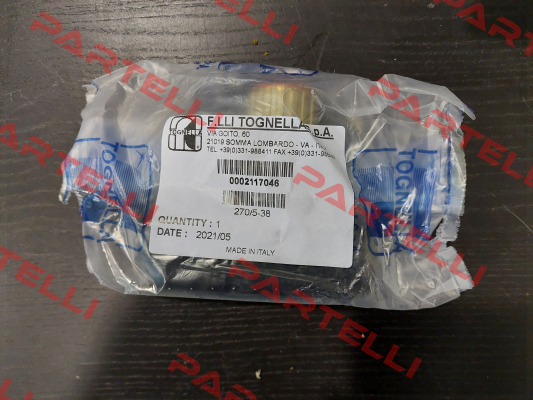 F.LLI TOGNELLA S.p.A.
VIA GOITO, 60
21019 SOMMA LOMBARDO - VA -
TEL +39(0)331-988411 FAX +39(0)331-
TOGNELLA
0002117046
270/5-38
QUANTITY : 1
DATE : 2021/05
MADE IN ITALY
TOGNELLA
TOGNELLA
PARTELLI
PARTELLI
PARTELLI
PARTELLI
PARTELLI